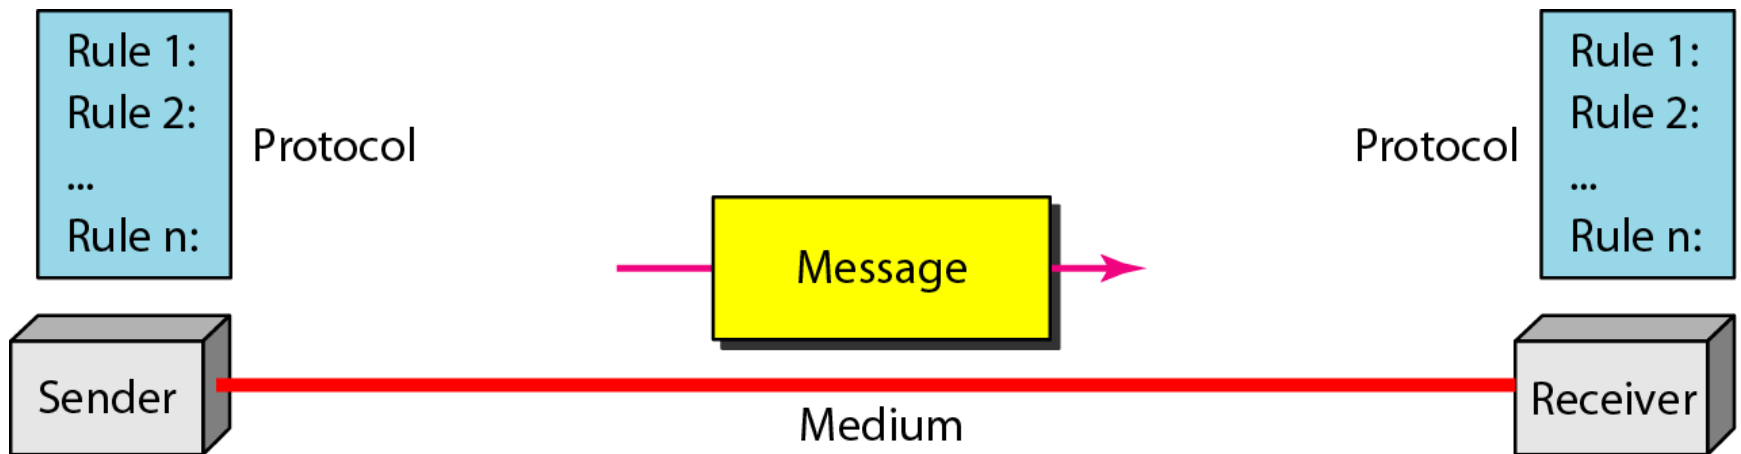 Rule 1:
Rule 2:
...
Rule n:
Protocol
Protocol
Rule 1:
Rule 2:
...
Rule n:
Message
Sender
Medium
Receiver